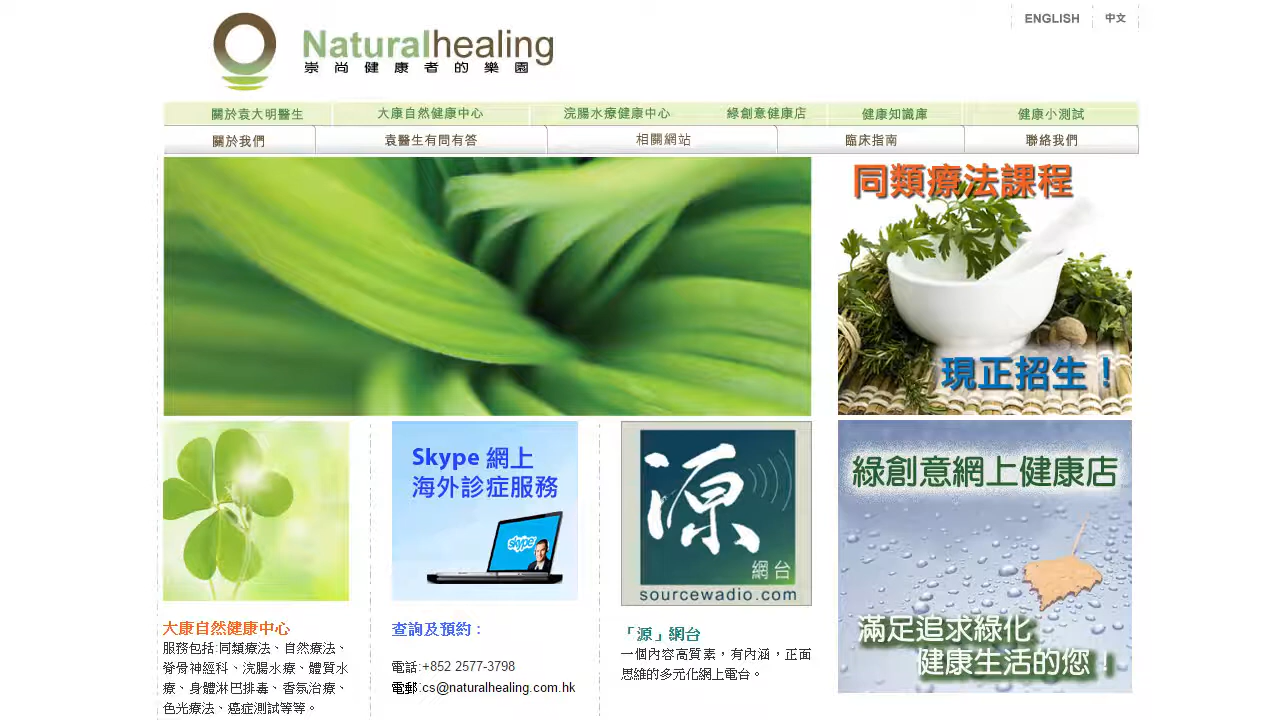 ENGLISH 中文
Naturalhealing
崇尚健康者的樂園
關於袁大明醫生 大康自然健康中心 浣腸水療健康中心 綠創意健康店 健康知識庫 健康小測試
關於我們 袁醫生有問有答 相關網站 臨床指南 聯絡我們
同類療法課程
現正招生！
Skype 網上
海外診症服務
skype
源
網台
sourcewadio.com
綠創意網上健康店
滿足追求綠化
健康生活的您！
大康自然健康中心
服務包括:同類療法、自然療法、
脊骨神經科、浣腸水療、體質水
療、身體淋巴排毒、香氛治療、
色光療法、癌症測試等等。
查詢及預約：
電話:+852 2577-3798
電郵:cs@naturalhealing.com.hk
「源」網台
一個內容高質素，有內涵，正面
思維的多元化網上電台。